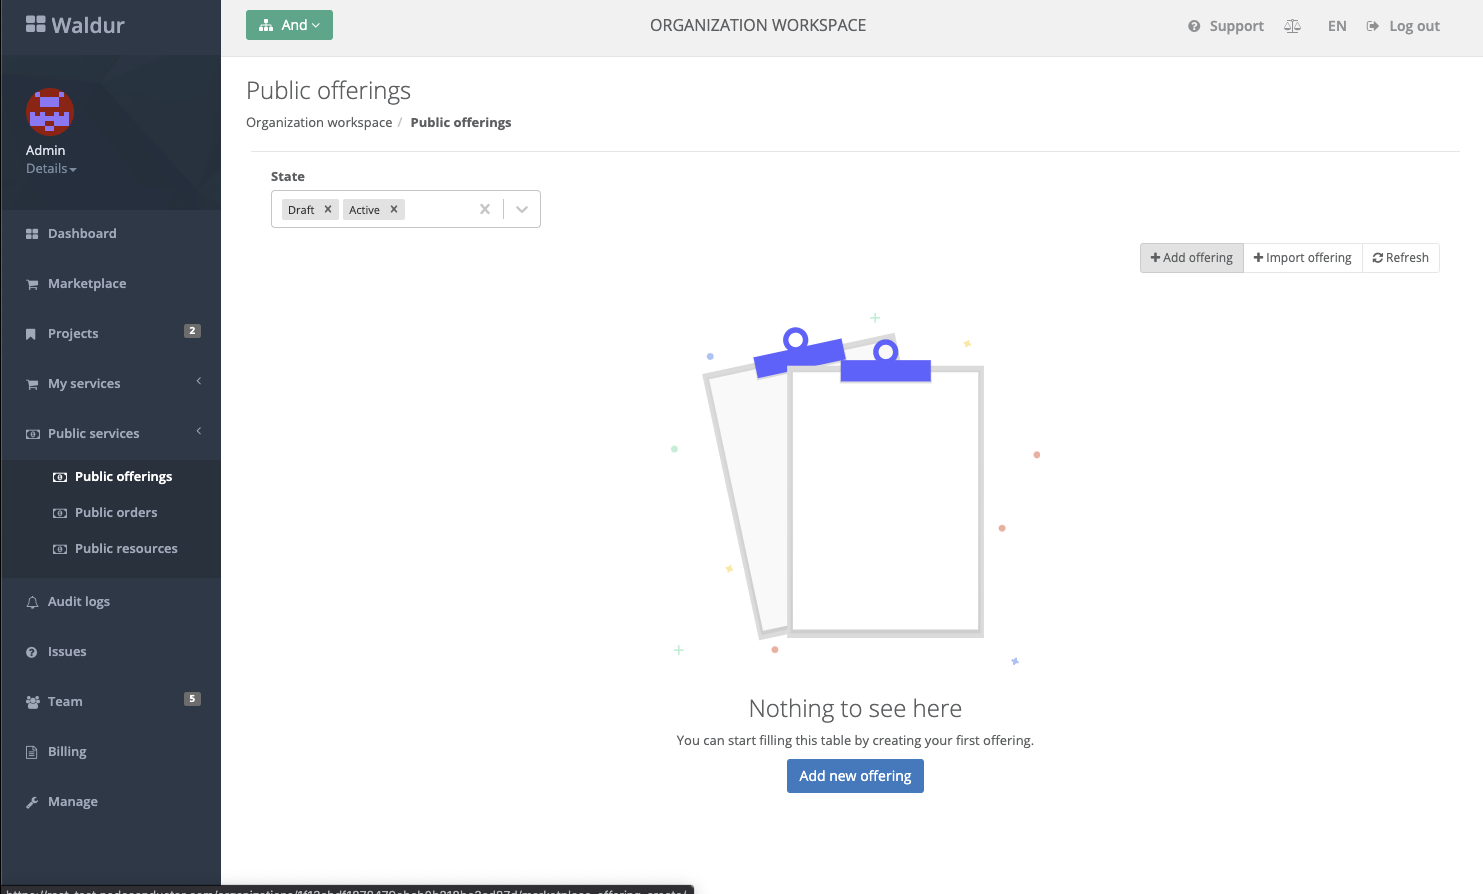 Waldur
And
ORGANIZATION WORKSPACE
Support
EN
Log out
Admin
Details
Dashboard
Marketplace
Projects 2
My services
Public services
Public offerings
Public orders
Public resources
Audit logs
Issues
Team 5
Billing
Manage
Public offerings
Organization workspace / Public offerings
State
Draft Active
Add offering
Import offering
Refresh
Nothing to see here
You can start filling this table by creating your first offering.
Add new offering